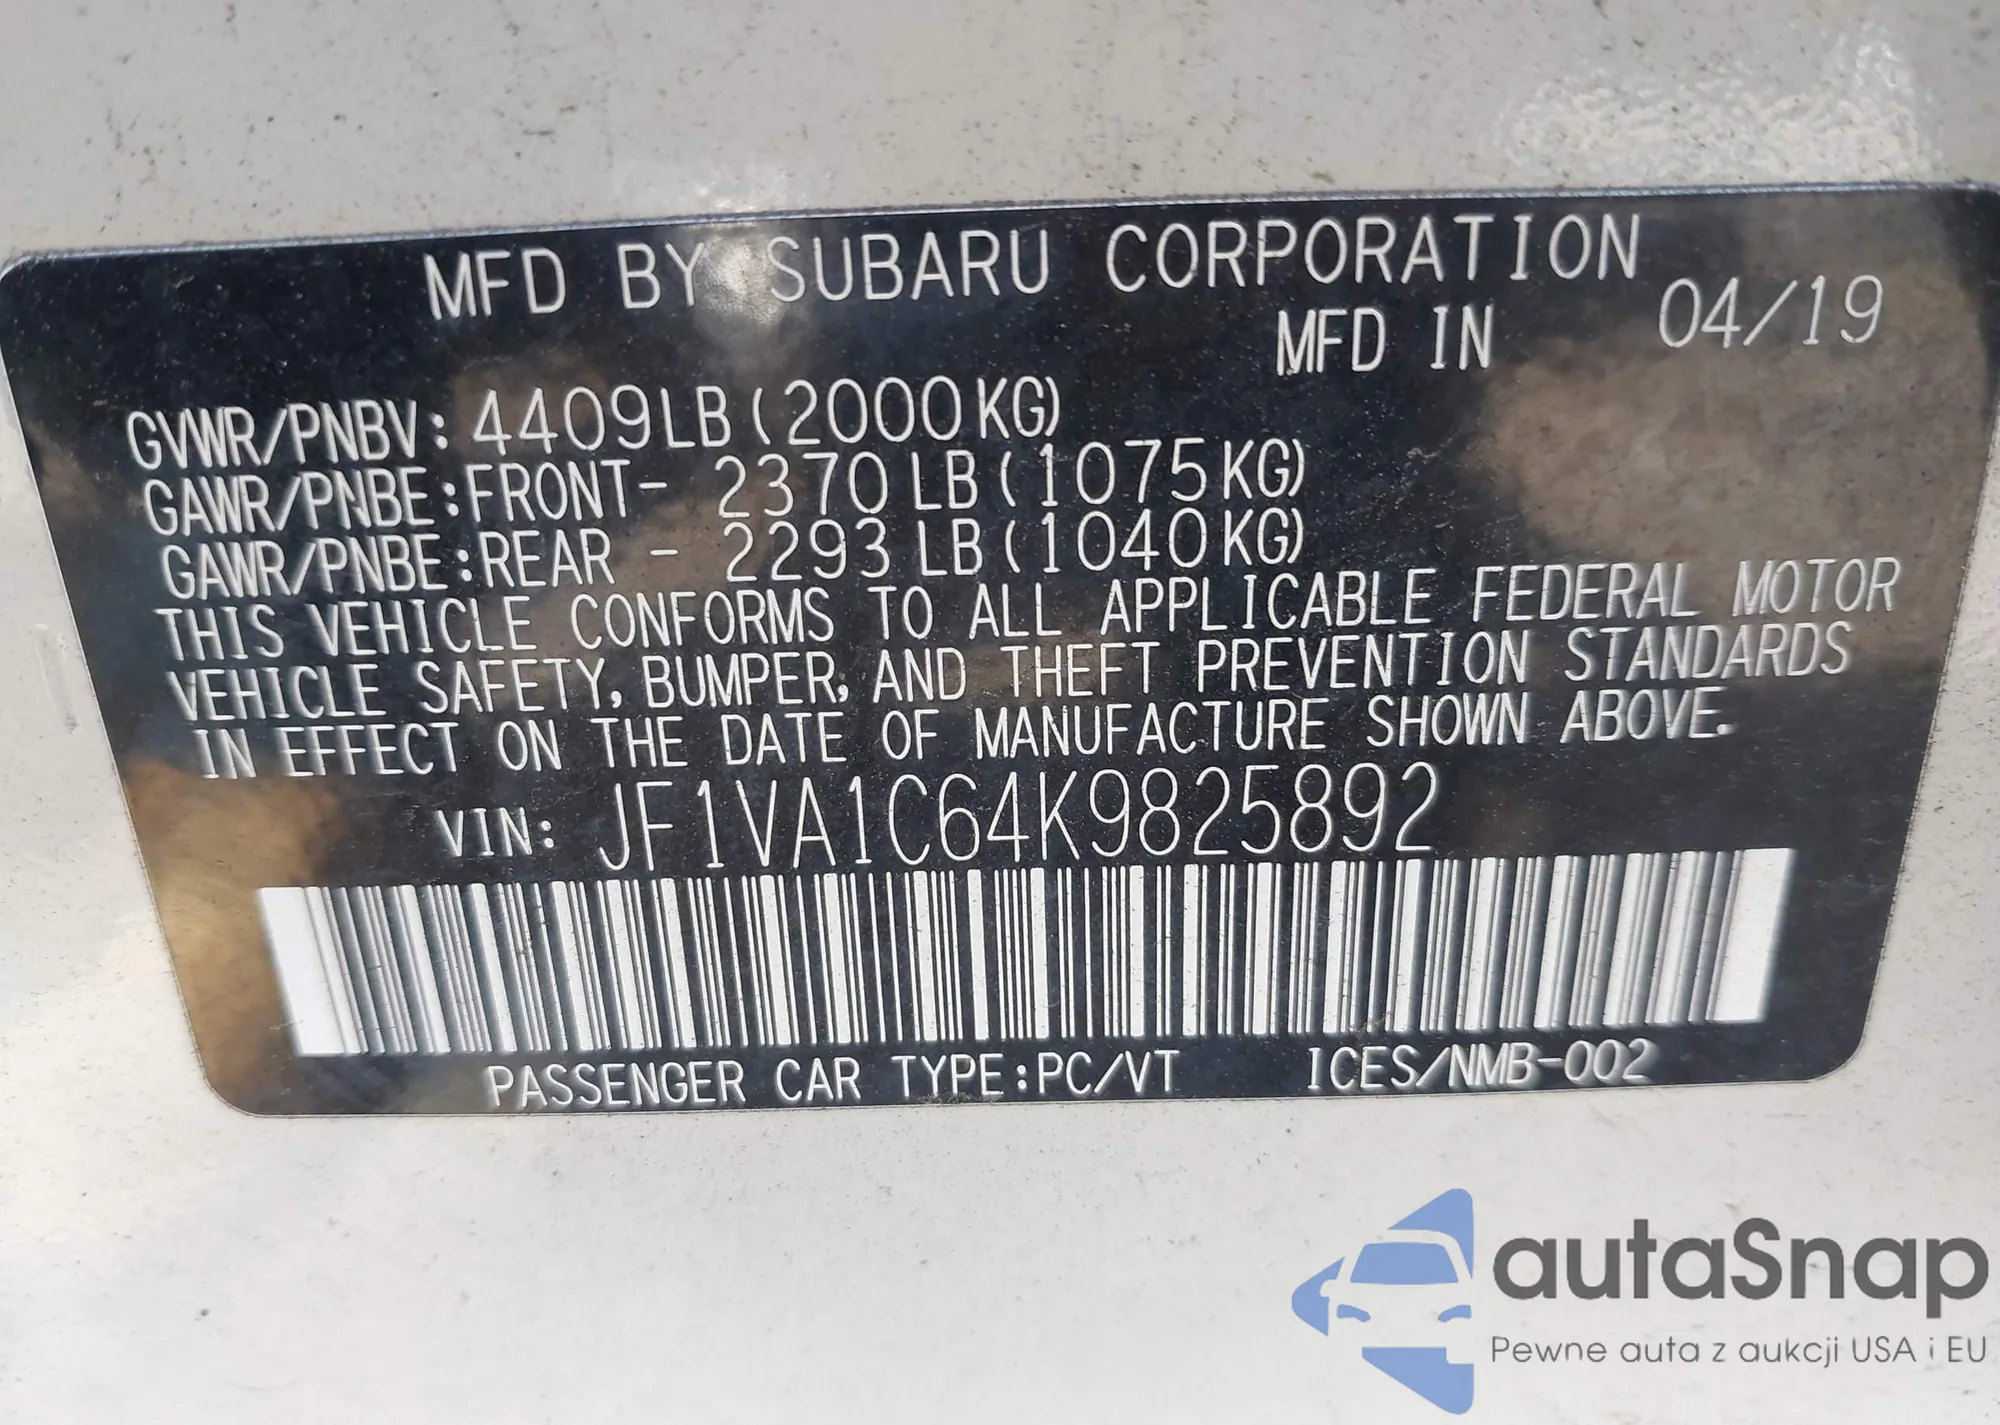 MFD BY SUBARU CORPORATION
MFD IN 04/19
GVWR/PNBV: 4409LB (2000KG)
GAWR/PNBE:FRONT- 2370 LB (1075KG)
GAWR/PNBE:REAR - 2293 LB (1040KG)
THIS VEHICLE CONFORMS TO ALL APPLICABLE FEDERAL MOTOR
VEHICLE SAFETY, BUMPER, AND THEFT PREVENTION STANDARDS
IN EFFECT ON THE DATE OF MANUFACTURE SHOWN ABOVE.
VIN: JF1VA1C64K9825892
PASSENGER CAR TYPE:PC/VT ICES/NMB-002
autaSnap
Pewne auta z aukcji USA i EU